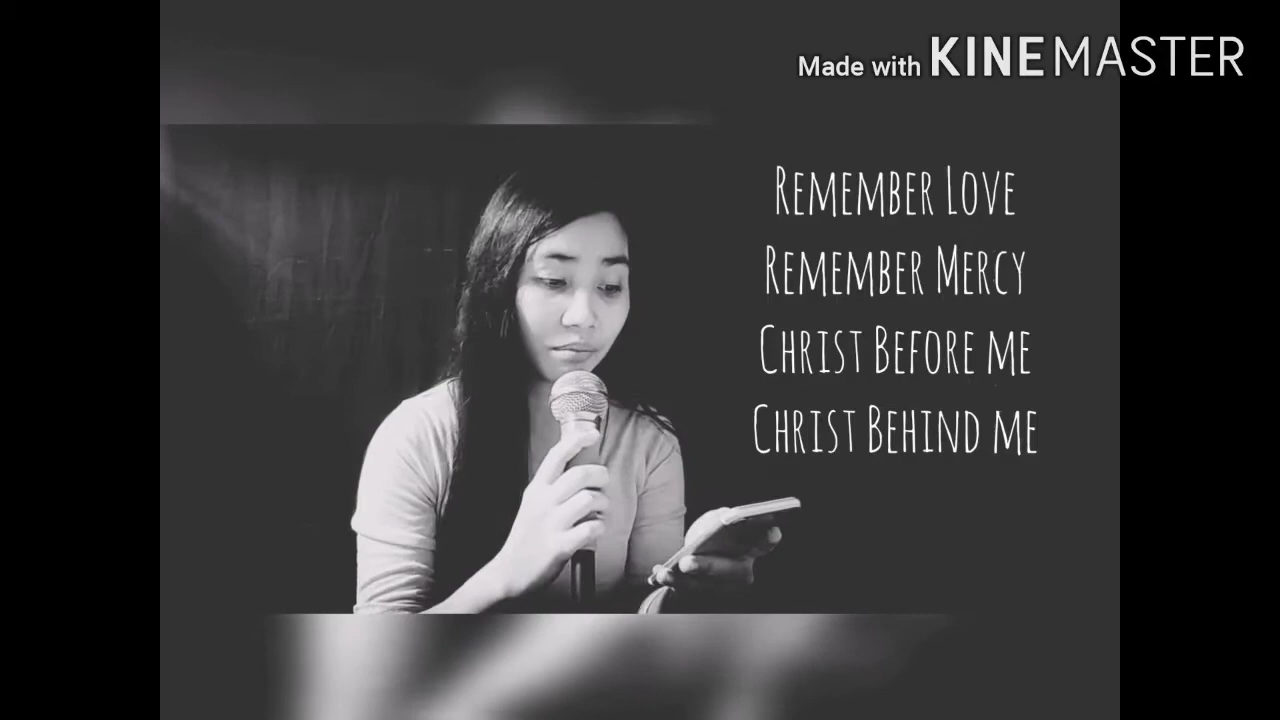 Made with KINEMASTER
Remember Love
Remember Mercy
Christ Before me
Christ Behind me